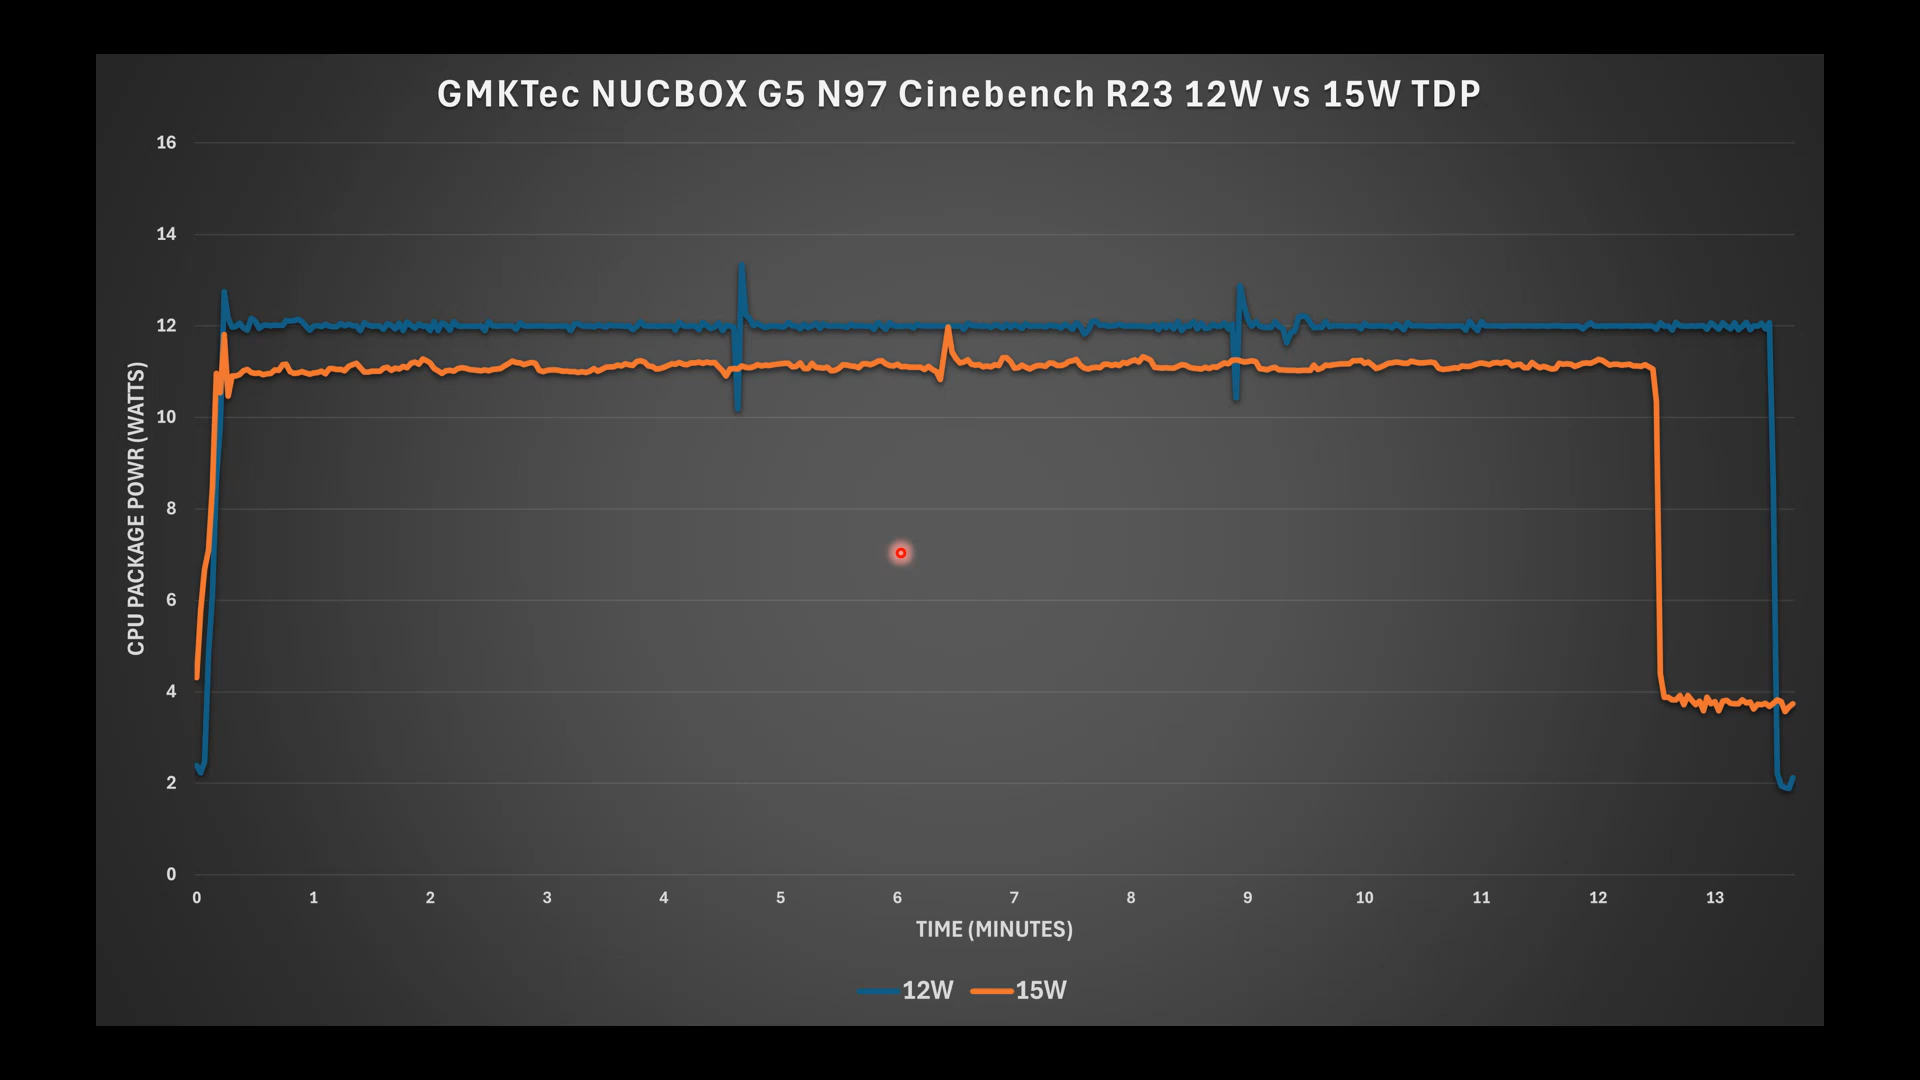 GMKTec NUCBOX G5 N97 Cinebench R23 12W vs 15W TDP
16
14
12
10
8
6
4
2
0
CPU PACKAGE POWR (WATTS)
0 1 2 3 4 5 6 7 8 9 10 11 12 13
TIME (MINUTES)
12W 15W